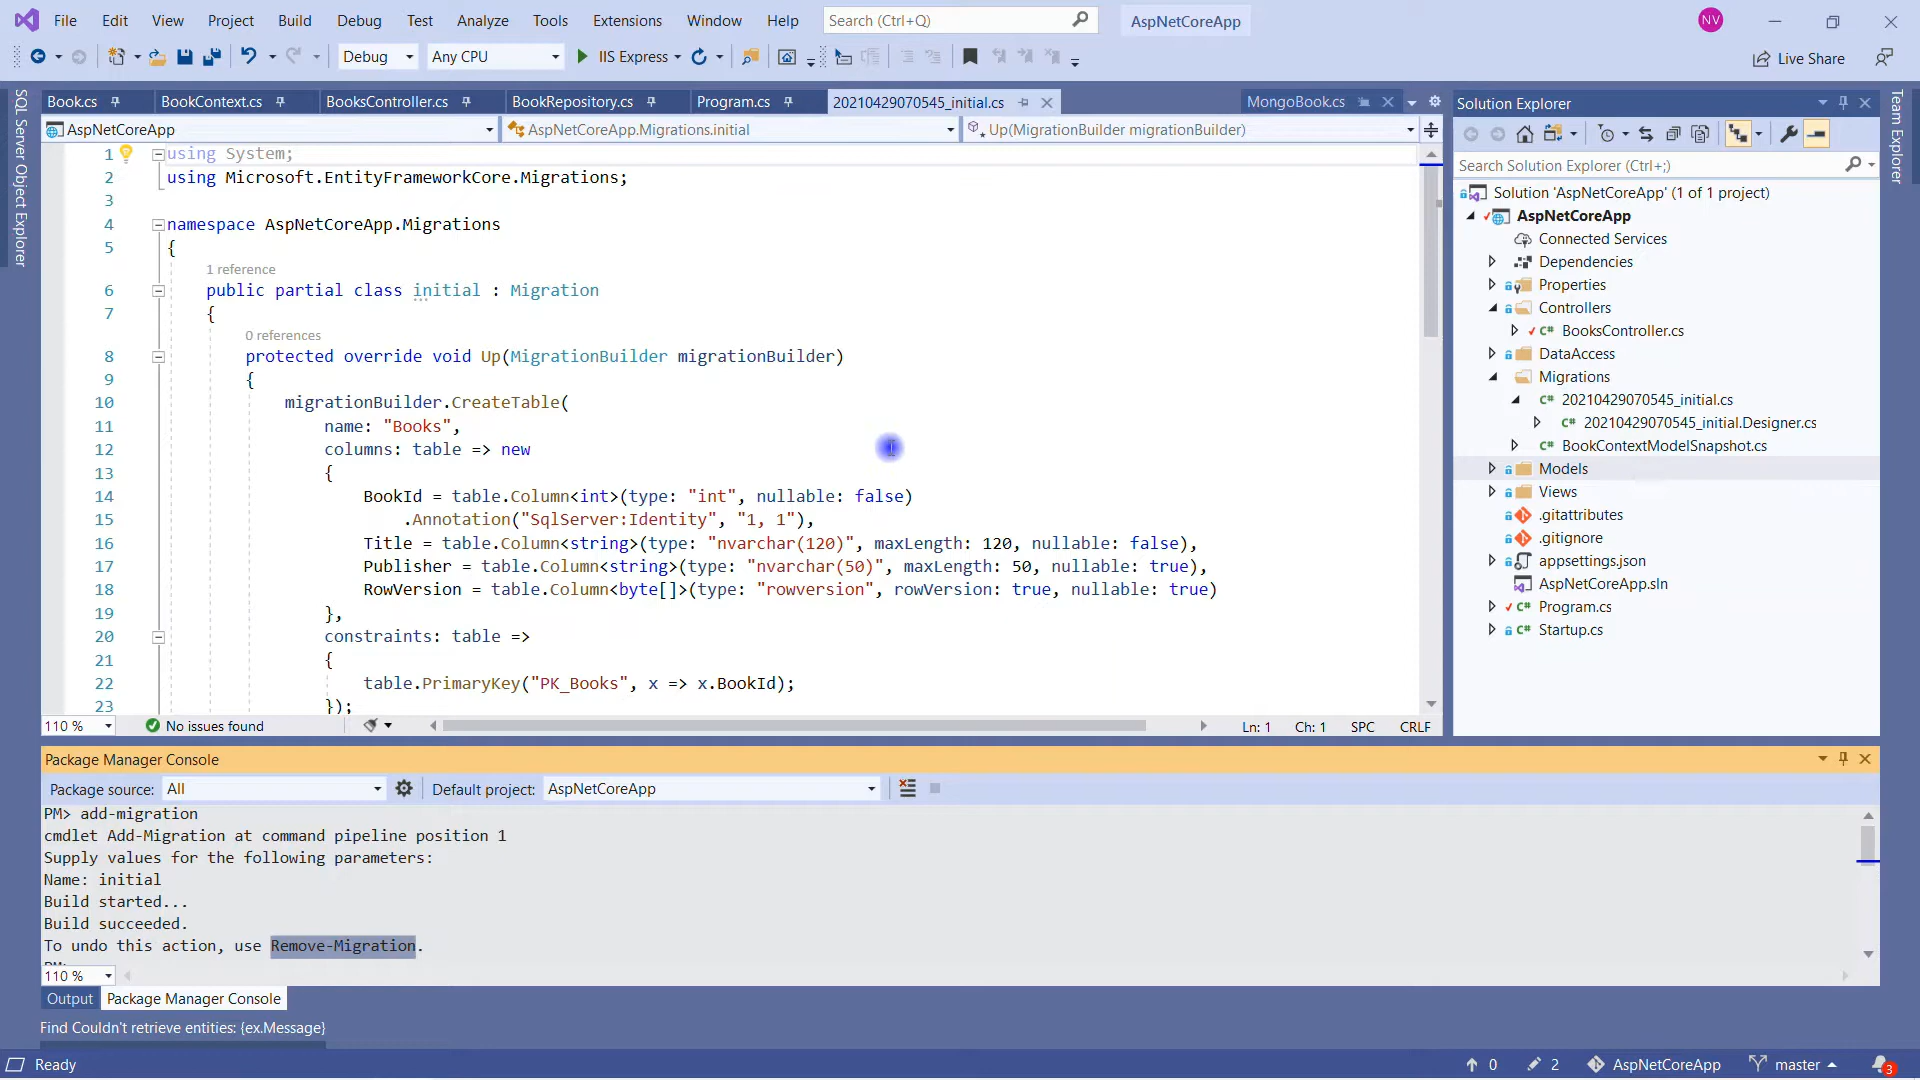 File Edit View Project Build Debug Test Analyze Tools Extensions Window Help Search (Ctrl+Q) AspNetCoreApp NV
Debug Any CPU IIS Express Live Share
SQL Server Object Explorer
Book.cs BookContext.cs BooksController.cs BookRepository.cs Program.cs 20210429070545_initial.cs MongoBook.cs
AspNetCoreApp AspNetCoreApp.Migrations.initial Up(MigrationBuilder migrationBuilder)
1 using System;
2 using Microsoft.EntityFrameworkCore.Migrations;
3
4 namespace AspNetCoreApp.Migrations
5 {
1 reference
6 public partial class initial : Migration
7 {
0 references
8 protected override void Up(MigrationBuilder migrationBuilder)
9 {
10 migrationBuilder.CreateTable(
11 name: "Books",
12 columns: table => new
13 {
14 BookId = table.Column<int>(type: "int", nullable: false)
15 .Annotation("SqlServer:Identity", "1, 1"),
16 Title = table.Column<string>(type: "nvarchar(120)", maxLength: 120, nullable: false),
17 Publisher = table.Column<string>(type: "nvarchar(50)", maxLength: 50, nullable: true),
18 RowVersion = table.Column<byte[]>(type: "rowversion", rowVersion: true, nullable: true)
19 },
20 constraints: table =>
21 {
22 table.PrimaryKey("PK_Books", x => x.BookId);
23 });
110 % No issues found Ln: 1 Ch: 1 SPC CRLF
Solution Explorer
Search Solution Explorer (Ctrl+;)
Solution 'AspNetCoreApp' (1 of 1 project)
AspNetCoreApp
Connected Services
Dependencies
Properties
Controllers
C# BooksController.cs
DataAccess
Migrations
C# 20210429070545_initial.cs
C# 20210429070545_initial.Designer.cs
C# BookContextModelSnapshot.cs
Models
Views
.gitattributes
.gitignore
appsettings.json
AspNetCoreApp.sln
C# Program.cs
C# Startup.cs
Team Explorer
Package Manager Console
Package source: All Default project: AspNetCoreApp
PM> add-migration
cmdlet Add-Migration at command pipeline position 1
Supply values for the following parameters:
Name: initial
Build started...
Build succeeded.
To undo this action, use Remove-Migration.
PM>
110 %
Output Package Manager Console
Find Couldn't retrieve entities: {ex.Message}
Ready 0 2 AspNetCoreApp master 3